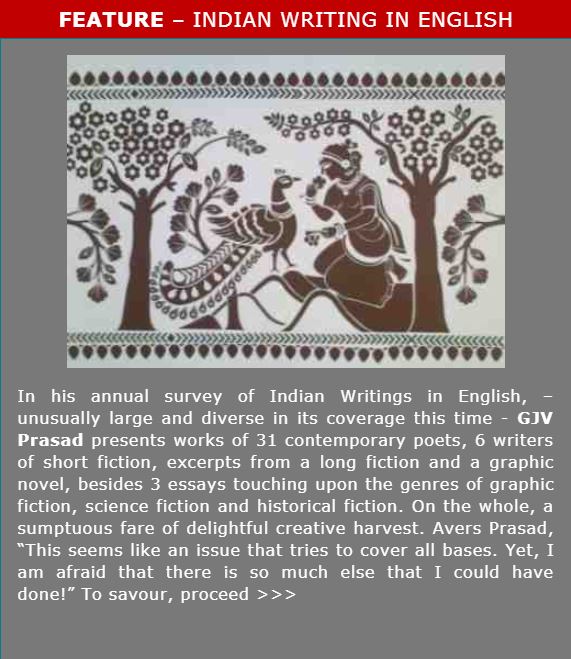 FEATURE – INDIAN WRITING IN ENGLISH
In his annual survey of Indian Writings in English, –
unusually large and diverse in its coverage this time - GJV
Prasad presents works of 31 contemporary poets, 6 writers
of short fiction, excerpts from a long fiction and a graphic
novel, besides 3 essays touching upon the genres of graphic
fiction, science fiction and historical fiction. On the whole, a
sumptuous fare of delightful creative harvest. Avers Prasad,
“This seems like an issue that tries to cover all bases. Yet, I
am afraid that there is so much else that I could have
done!” To savour, proceed >>>